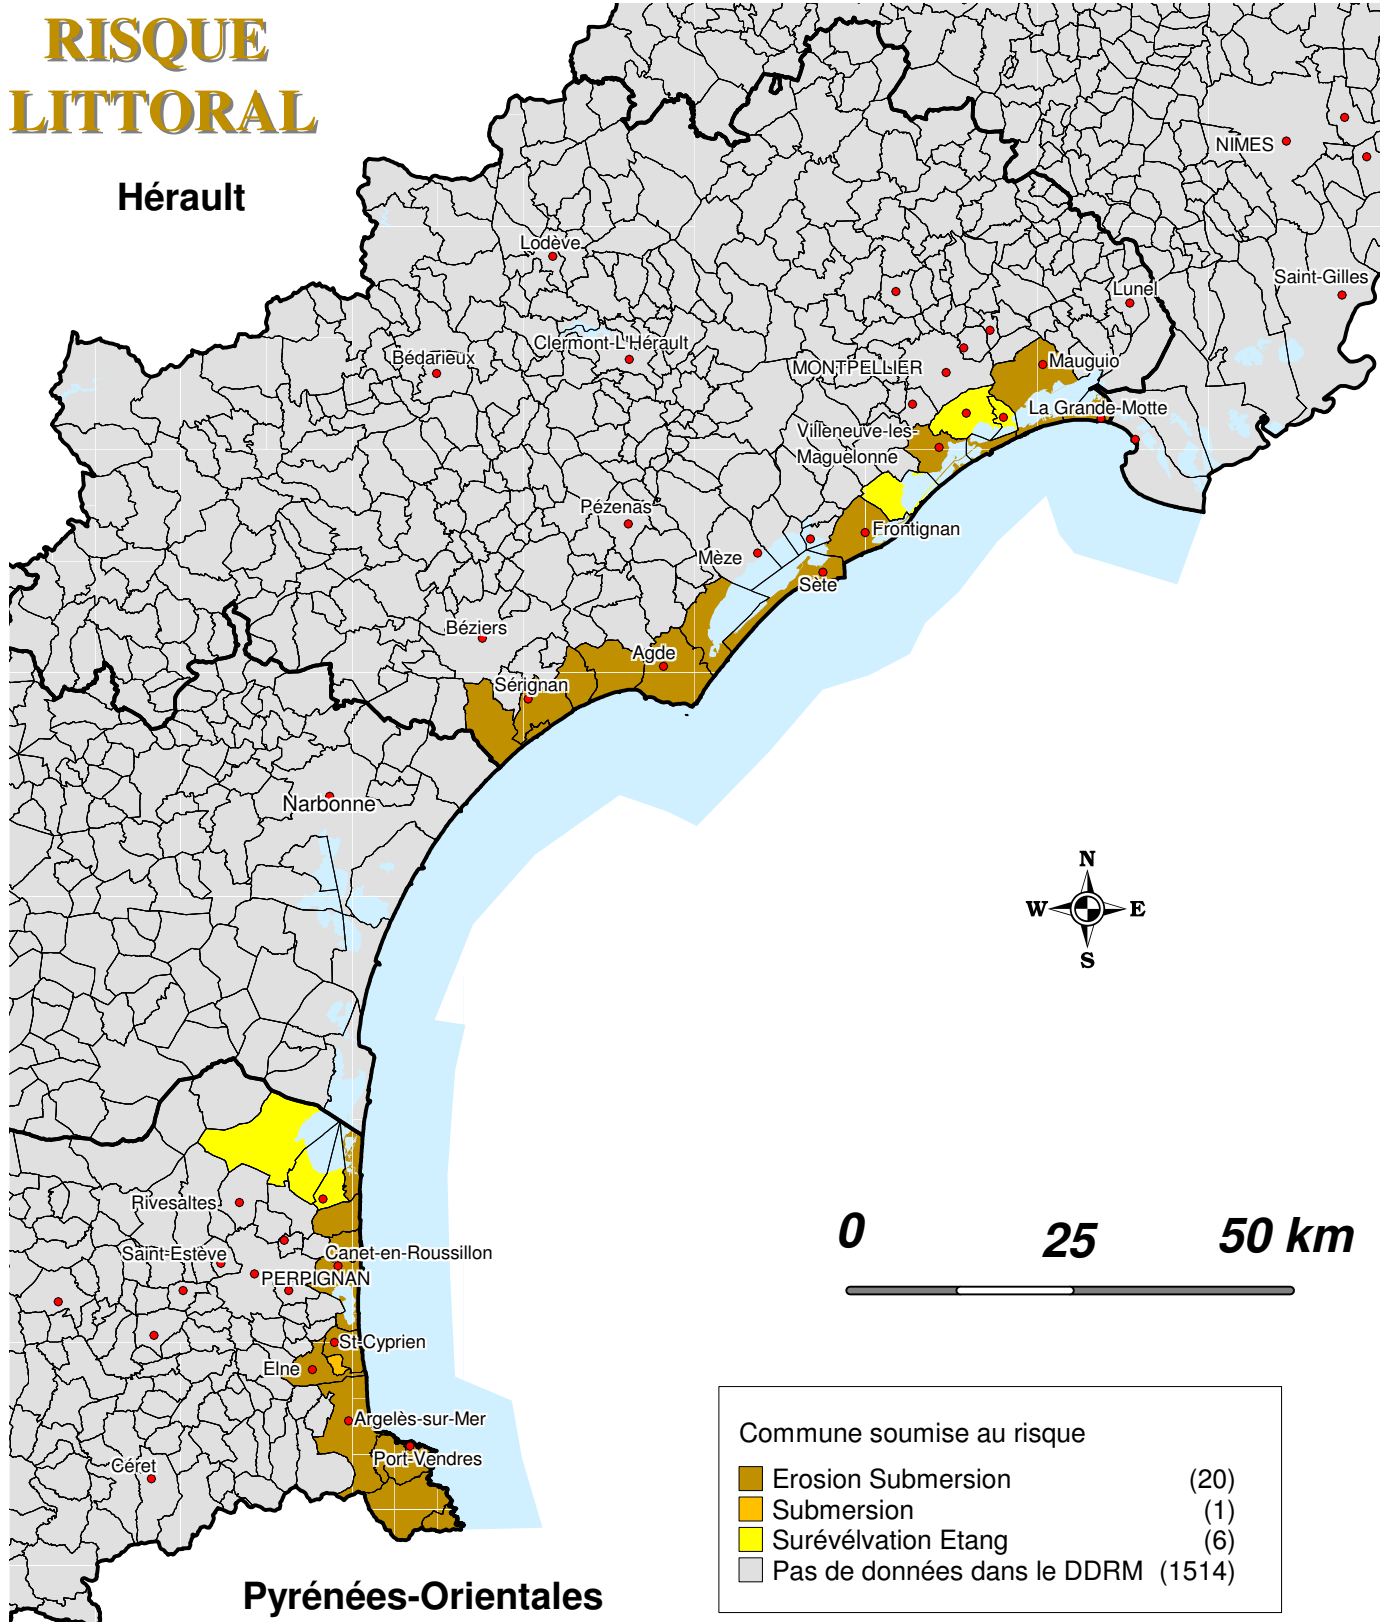 RISQUE
LITTORAL
Hérault
NIMES
Lodève
Saint-Gilles
Lunel
Clermont-L'Hérault
Bédarieux
MONTPELLIER
Mauguio
La Grande-Motte
Villeneuve-les-
Maguelonne
Pézenas
Frontignan
Mèze
Sète
Béziers
Agde
Sérignan
Narbonne
N
W E
S
Rivesaltes
Saint-Estève
Canet-en-Roussillon
PERPIGNAN
St-Cyprien
Elne
Argelès-sur-Mer
Port-Vendres
Céret
Pyrénées-Orientales
0 25 50 km
Commune soumise au risque
Erosion Submersion (20)
Submersion (1)
Surévélvation Etang (6)
Pas de données dans le DDRM (1514)